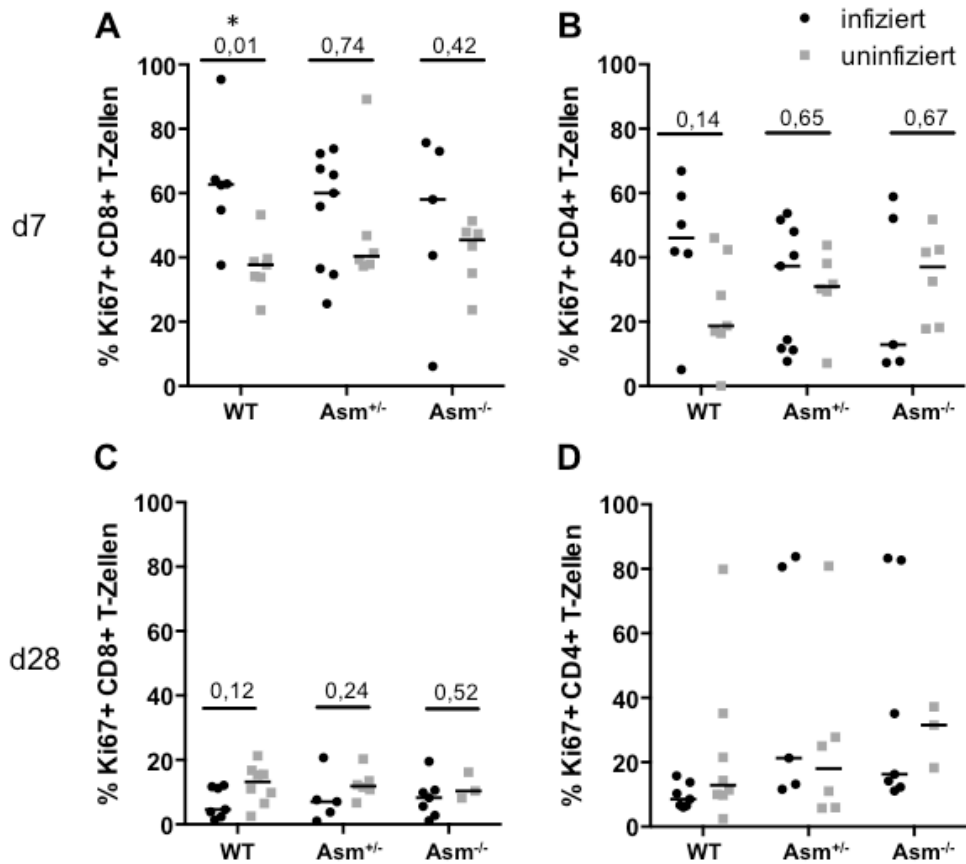 A
B
infiziert
uninfiziert
*
0,01
0,74
0,42
0,14
0,65
0,67
d7
% Ki67+ CD8+ T-Zellen
100
80
60
40
20
0
WT
Asm+/-
Asm-/-
% Ki67+ CD4+ T-Zellen
100
80
60
40
20
0
WT
Asm+/-
Asm-/-
C
D
d28
% Ki67+ CD8+ T-Zellen
100
80
60
40
20
0
0,12
0,24
0,52
WT
Asm+/-
Asm-/-
% Ki67+ CD4+ T-Zellen
100
80
60
40
20
0
WT
Asm+/-
Asm-/-